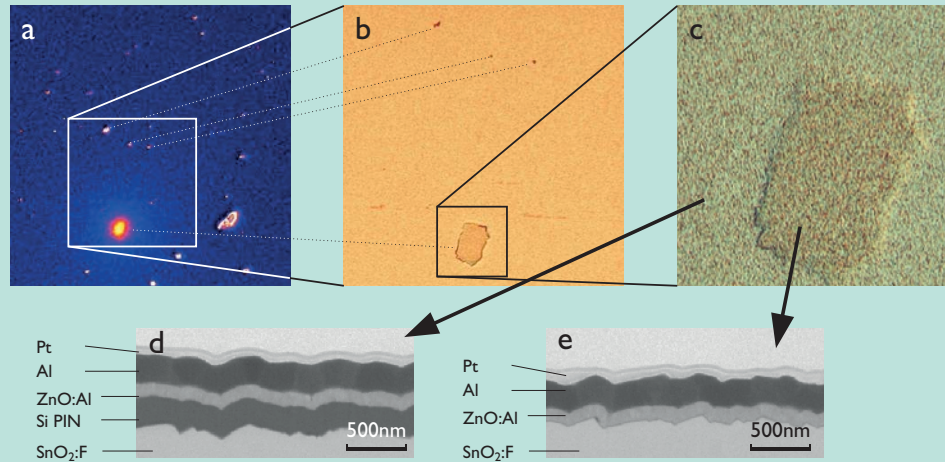 a
b
c
d
Pt
Al
ZnO:Al
Si PIN
SnO₂:F
500nm
e
Pt
Al
ZnO:Al
SnO₂:F
500nm